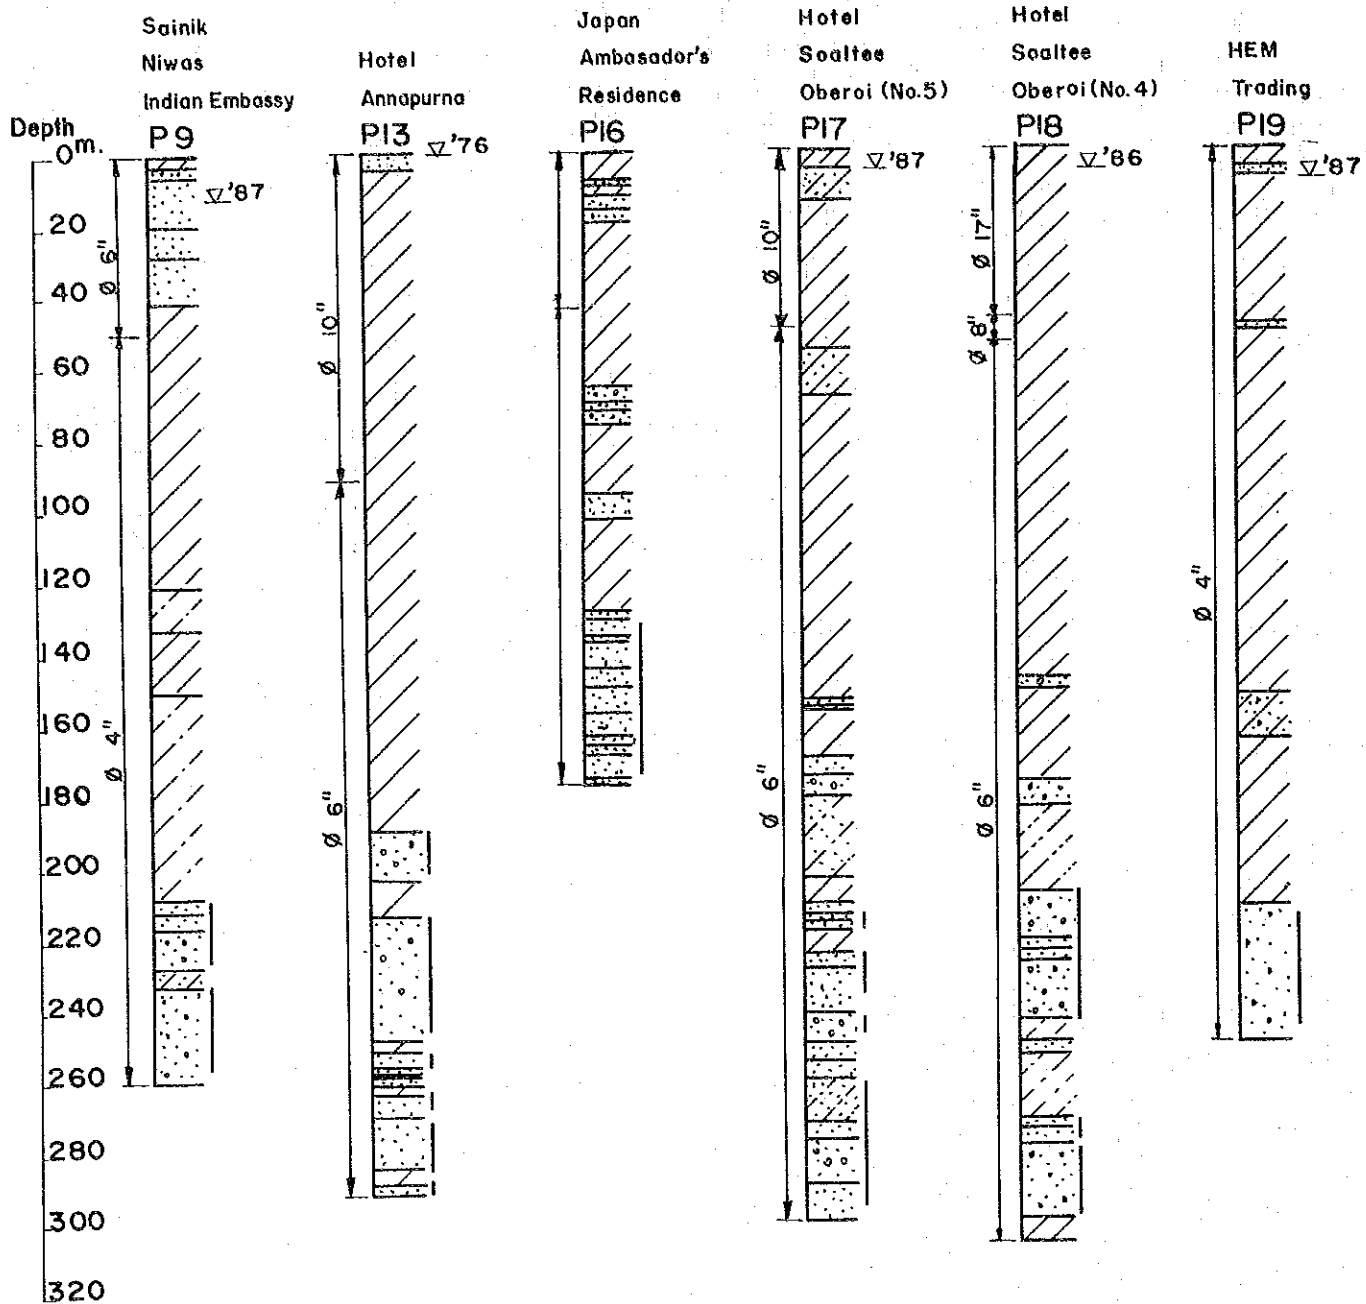 Sainik
Niwas
Indian Embassy
Hotel
Annapurna
Japan
Ambasador's
Residence
Hotel
Soaltee
Oberoi (No.5)
Hotel
Soaltee
Oberoi (No.4)
HEM
Trading
Depth m.
P9
P13
P16
P17
P18
P19
▽'87
▽'76
▽'87
▽'86
▽'87
0
20
40
60
80
100
120
140
160
180
200
220
240
260
280
300
320
Ø 6"
Ø 4"
Ø 10"
Ø 6"
Ø 10"
Ø 6"
Ø 17"
Ø 8"
Ø 6"
Ø 4"